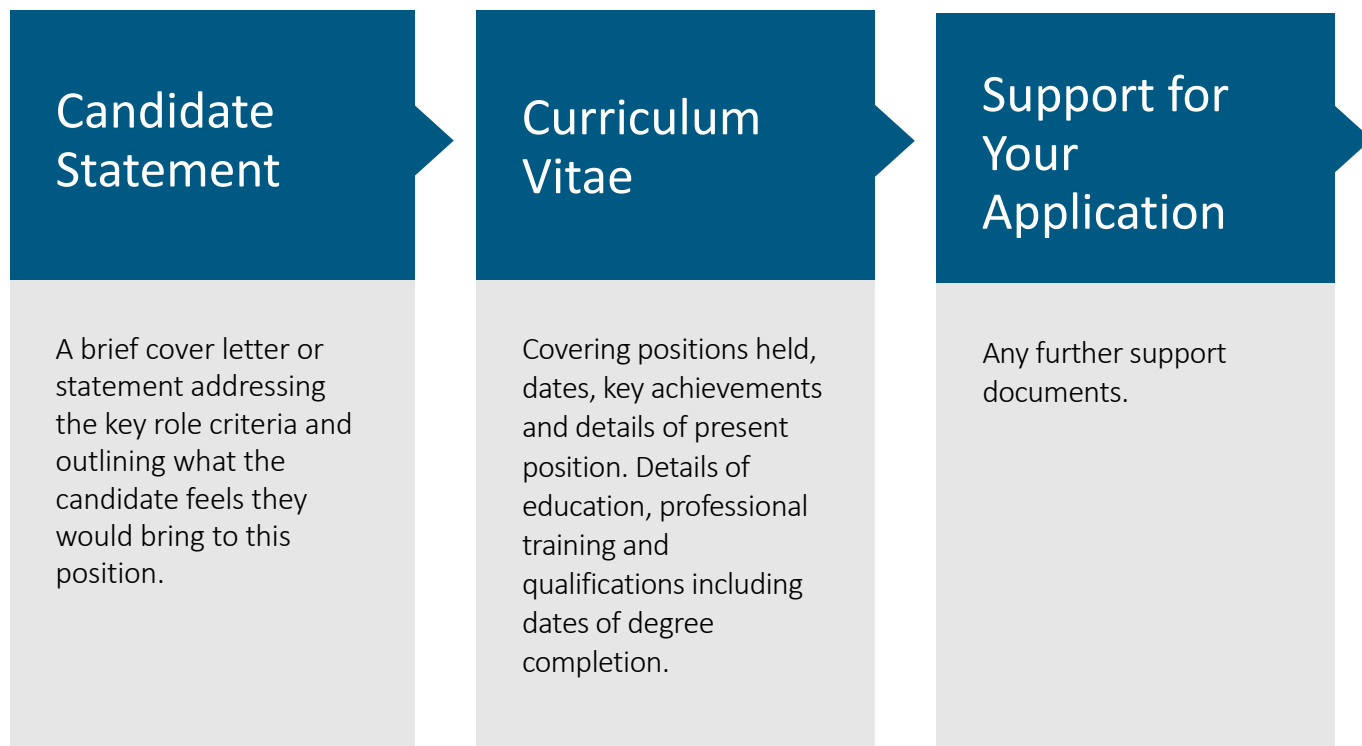 Candidate
Statement
A brief cover letter or
statement addressing
the key role criteria and
outlining what the
candidate feels they
would bring to this
position.
Curriculum
Vitae
Covering positions held,
dates, key achievements
and details of present
position. Details of
education, professional
training and
qualifications including
dates of degree
completion.
Support for
Your
Application
Any further support
documents.